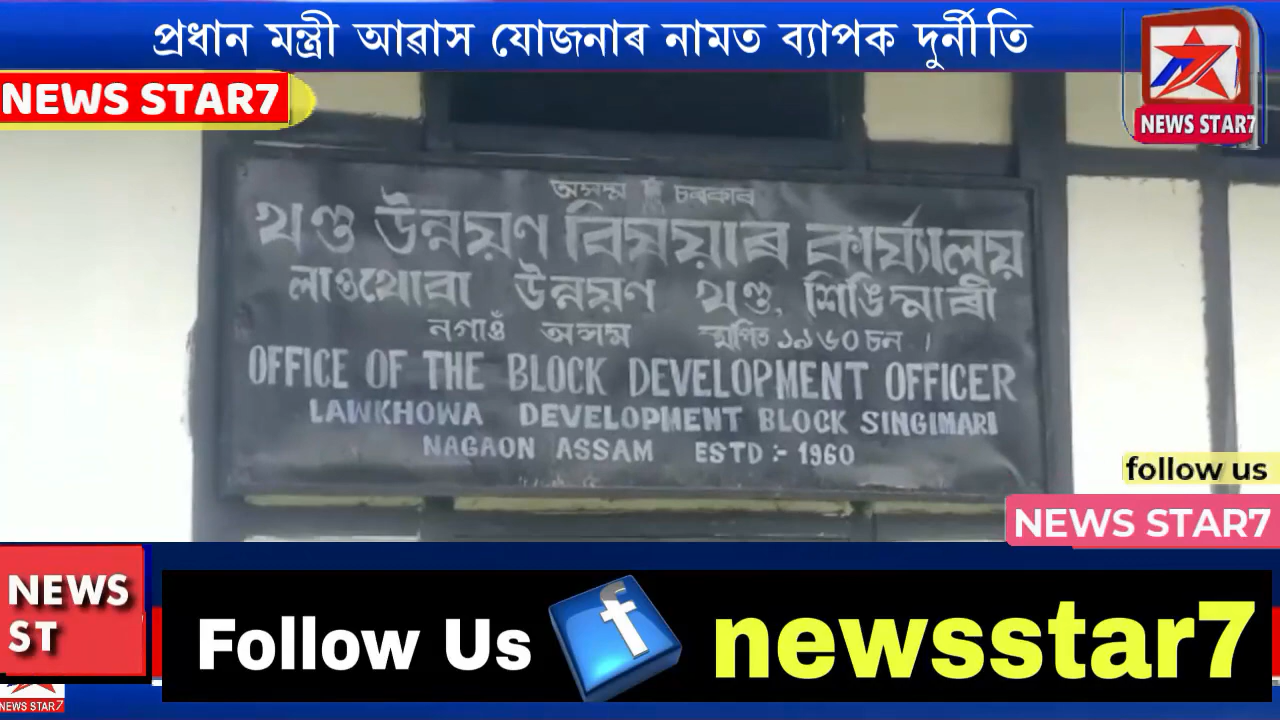 প্ৰধান মন্ত্ৰী আৱাস যোজনাৰ নামত ব্যাপক দুৰ্নীতি
NEWS STAR7
NEWS STAR7
অসম চৰকাৰ
খণ্ড উন্নয়ণ বিষয়াৰ কাৰ্য্যালয়
লাওখোৱা উন্নয়ণ খণ্ড, শিঙিমাৰী
নগাওঁ অসম স্থাপিত ১৯৬০ চন ।
OFFICE OF THE BLOCK DEVELOPMENT OFFICER
LAWKHOWA DEVELOPMENT BLOCK SINGIMARI
NAGAON ASSAM ESTD :- 1960
follow us
NEWS STAR7
NEWS
ST
Follow Us f newsstar7
NEWS STAR7